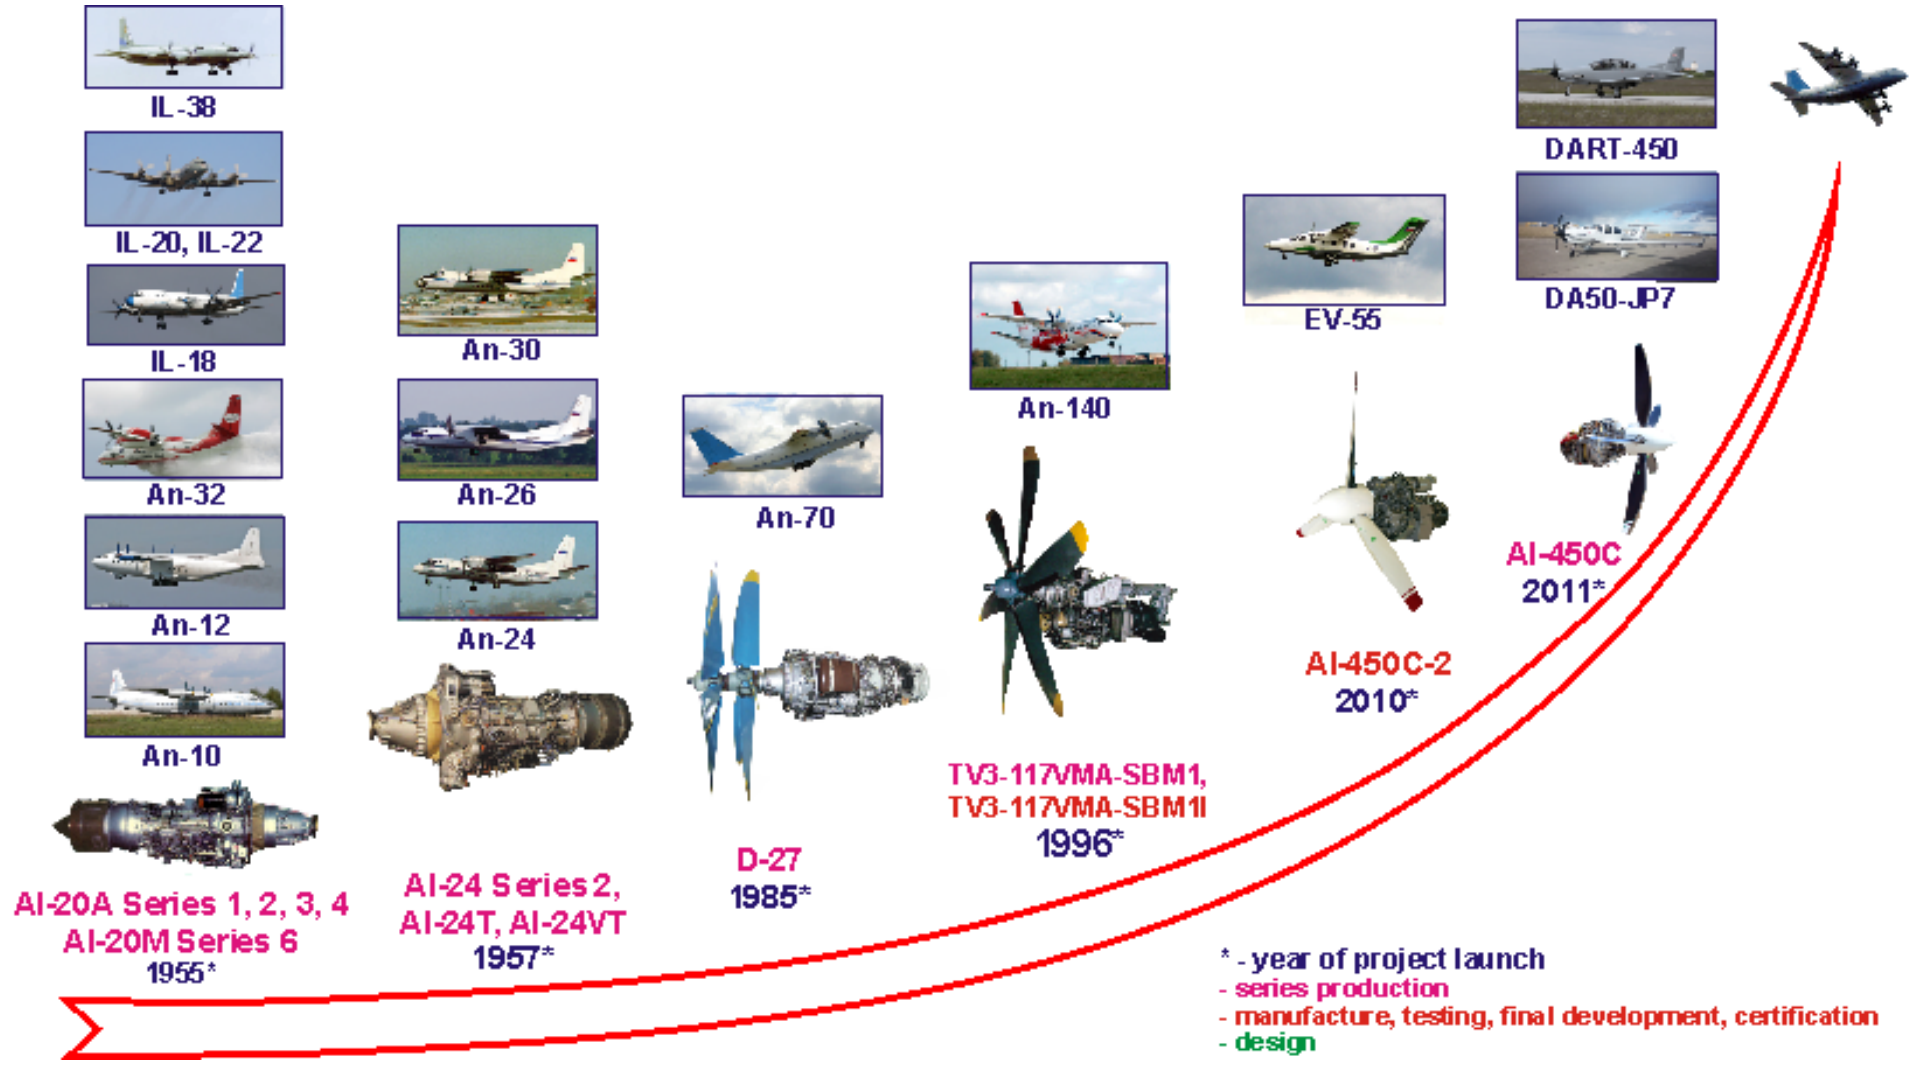 IL-38
IL-20, IL-22
IL-18
An-32
An-12
An-10
AI-20A Series 1, 2, 3, 4
AI-20M Series 6
1955*
An-30
An-26
An-24
AI-24 Series 2,
AI-24T, AI-24VT
1957*
An-70
D-27
1985*
An-140
TV3-117VMA-SBM1,
TV3-117VMA-SBM1I
1996*
EV-55
AI-450C-2
2010*
DART-450
DA50-JP7
AI-450C
2011*
* - year of project launch
- series production
- manufacture, testing, final development, certification
- design